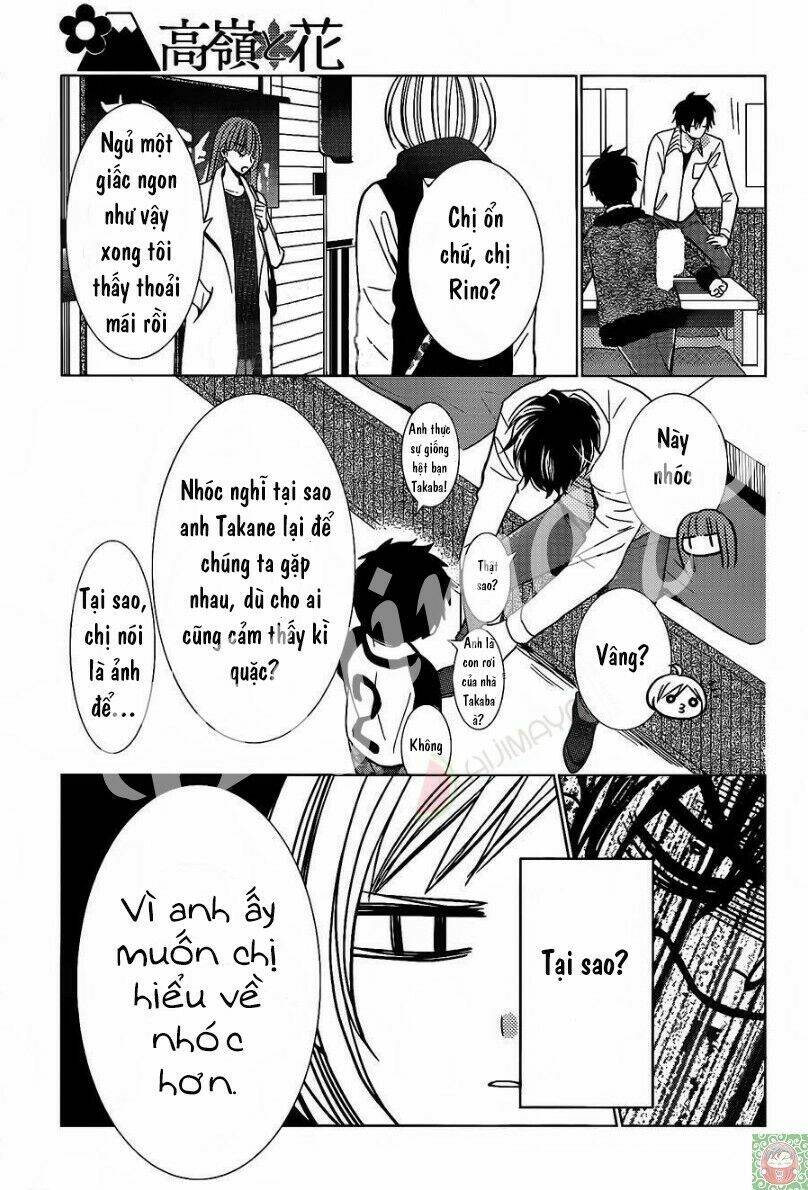 高嶺と花
Chị ổn
chứ, chị
Rino?
Ngủ một
giấc ngon
như vậy
xong tôi
thấy thoải
mái rồi
Này
nhóc
Vâng?
Anh thực
sự giống
hệt bạn
Takaba!
Thật
sao?
Anh là
con rơi
của nhà
Takaba
à?
Không
Nhóc nghĩ tại sao
anh Takane lại để
chúng ta gặp
nhau, dù cho ai
cũng cảm thấy kì
quặc?
Tại sao,
chị nói
là ảnh
để...
Tại sao?
Vì anh ấy
muốn chị
hiểu về
nhóc
hơn.